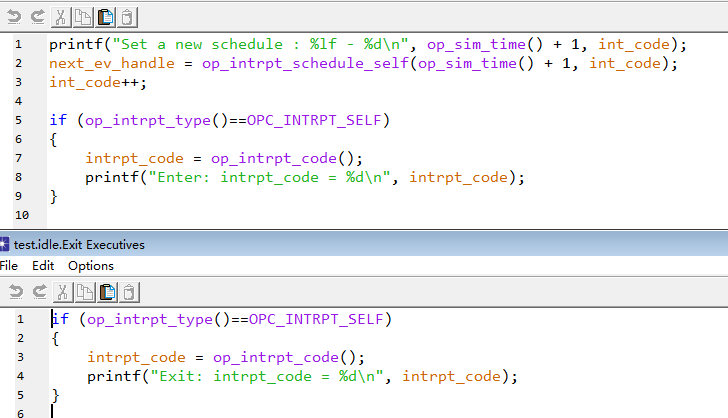 1 printf("Set a new schedule : %lf - %d\n", op_sim_time() + 1, int_code);
2 next_ev_handle = op_intrpt_schedule_self(op_sim_time() + 1, int_code);
3 int_code++;
4
5 if (op_intrpt_type()==OPC_INTRPT_SELF)
6 {
7 intrpt_code = op_intrpt_code();
8 printf("Enter: intrpt_code = %d\n", intrpt_code);
9 }
10
test.idle.Exit Executives
File Edit Options
1 if (op_intrpt_type()==OPC_INTRPT_SELF)
2 {
3 intrpt_code = op_intrpt_code();
4 printf("Exit: intrpt_code = %d\n", intrpt_code);
5 }
6